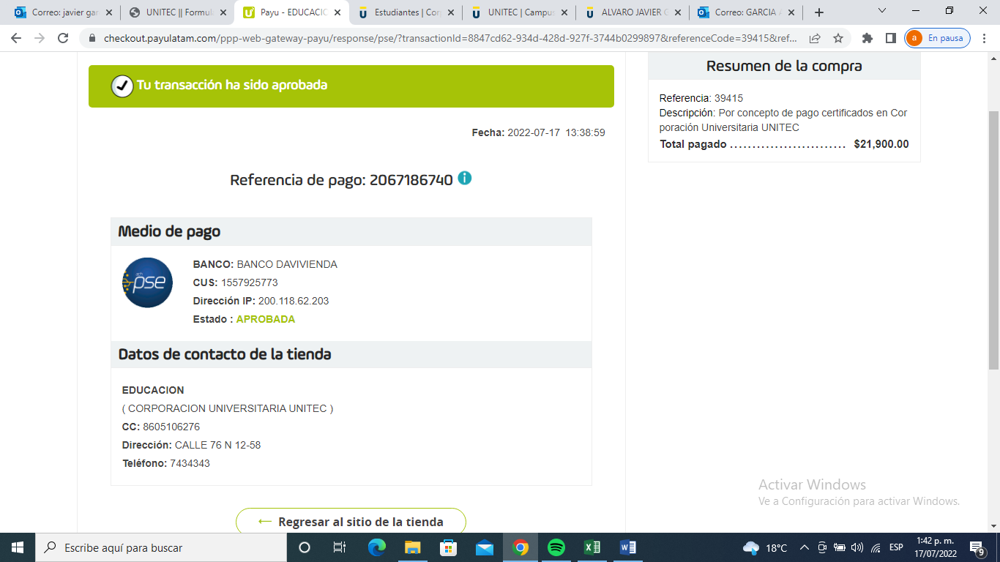 Correo: javier gar
UNITEC || Formul
Payu - EDUCACIC
Estudiantes | Cor
UNITEC | Campus
ALVARO JAVIER G
Correo: GARCIA A
checkout.payulatam.com/ppp-web-gateway-payu/response/pse/?transactionId=8847cd62-934d-428d-927f-3744b0299897&referenceCode=39415&ref...
a En pausa
Tu transacción ha sido aprobada
Fecha: 2022-07-17 13:38:59
Referencia de pago: 2067186740
Medio de pago
ach
pse
BANCO: BANCO DAVIVIENDA
CUS: 1557925773
Dirección IP: 200.118.62.203
Estado : APROBADA
Datos de contacto de la tienda
EDUCACION
( CORPORACION UNIVERSITARIA UNITEC )
CC: 8605106276
Dirección: CALLE 76 N 12-58
Teléfono: 7434343
← Regresar al sitio de la tienda
Resumen de la compra
Referencia: 39415
Descripción: Por concepto de pago certificados en Cor
poración Universitaria UNITEC
Total pagado .......................... $21,900.00
Activar Windows
Ve a Configuración para activar Windows.
Escribe aquí para buscar
18°C
ESP
1:42 p. m.
17/07/2022
9